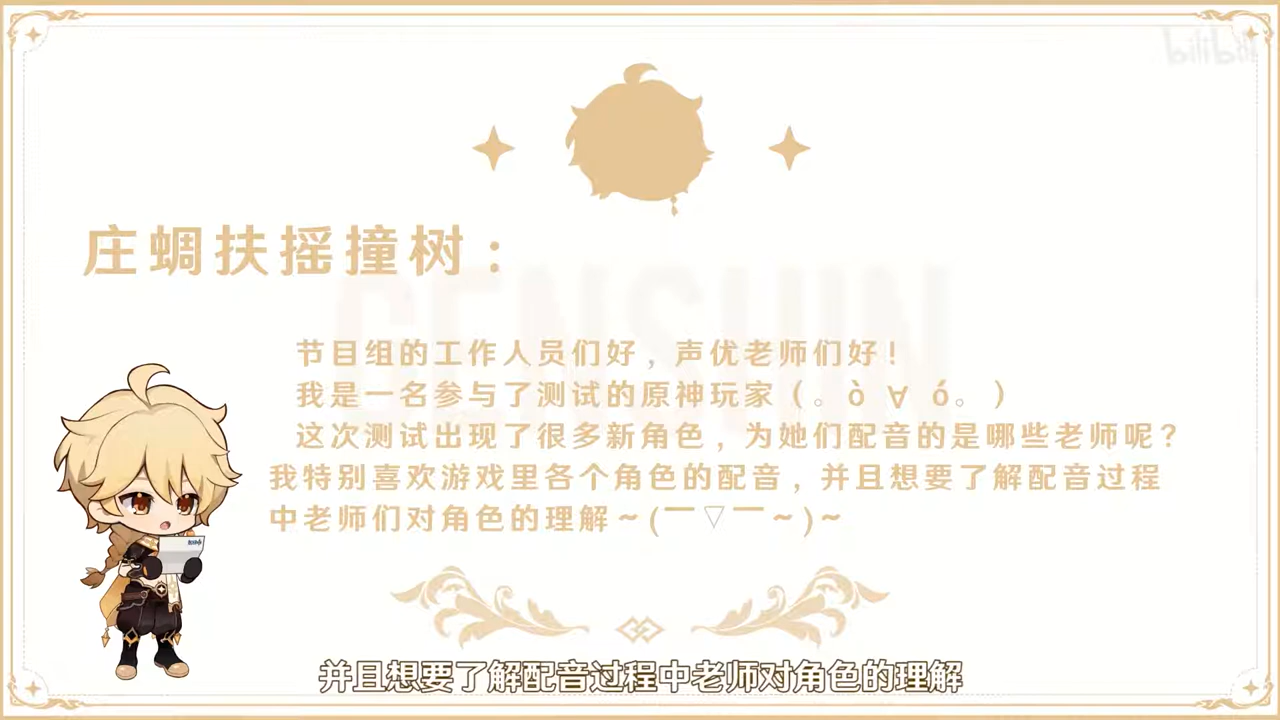 bilibili
庄蜩扶摇撞树：
GENSHIN
节目组的工作人员们好，声优老师们好！
我是一名参与了测试的原神玩家（。ò ∀ ó。）
这次测试出现了很多新角色，为她们配音的是哪些老师呢？
我特别喜欢游戏里各个角色的配音，并且想要了解配音过程
中老师们对角色的理解～(￣▽￣～)～
并且想要了解配音过程中老师对角色的理解